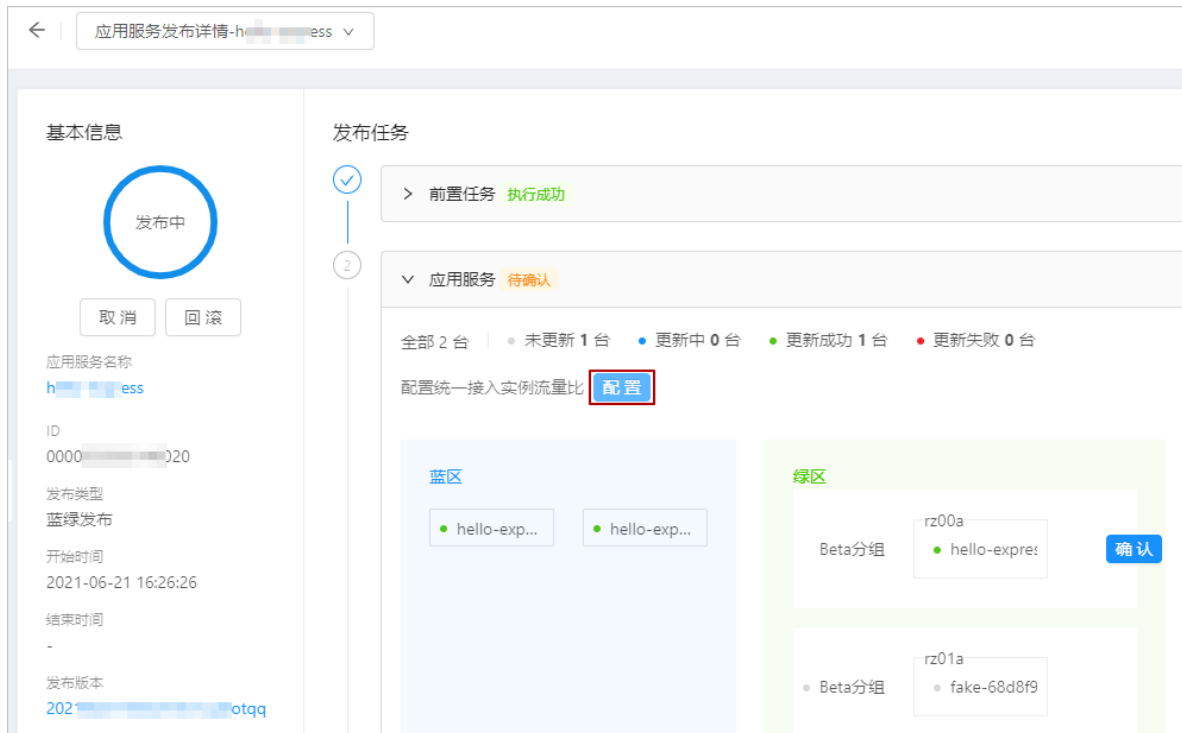 应用服务发布详情-h ess
基本信息
发布中
取 消
回 滚
应用服务名称
h ess
ID
0000 020
发布类型
蓝绿发布
开始时间
2021-06-21 16:26:26
结束时间
-
发布版本
2021 otqq
发布任务
前置任务 执行成功
2
应用服务 待确认
全部 2 台 未更新 1 台 更新中 0 台 更新成功 1 台 更新失败 0 台
配置统一接入实例流量比 配 置
蓝区
hello-exp... hello-exp...
绿区
rz00a
Beta分组 hello-expres 确 认
rz01a
Beta分组 fake-68d8f9